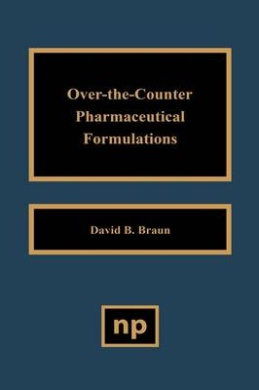 Over-the-Counter
Pharmaceutical
Formulations
David B. Braun
np